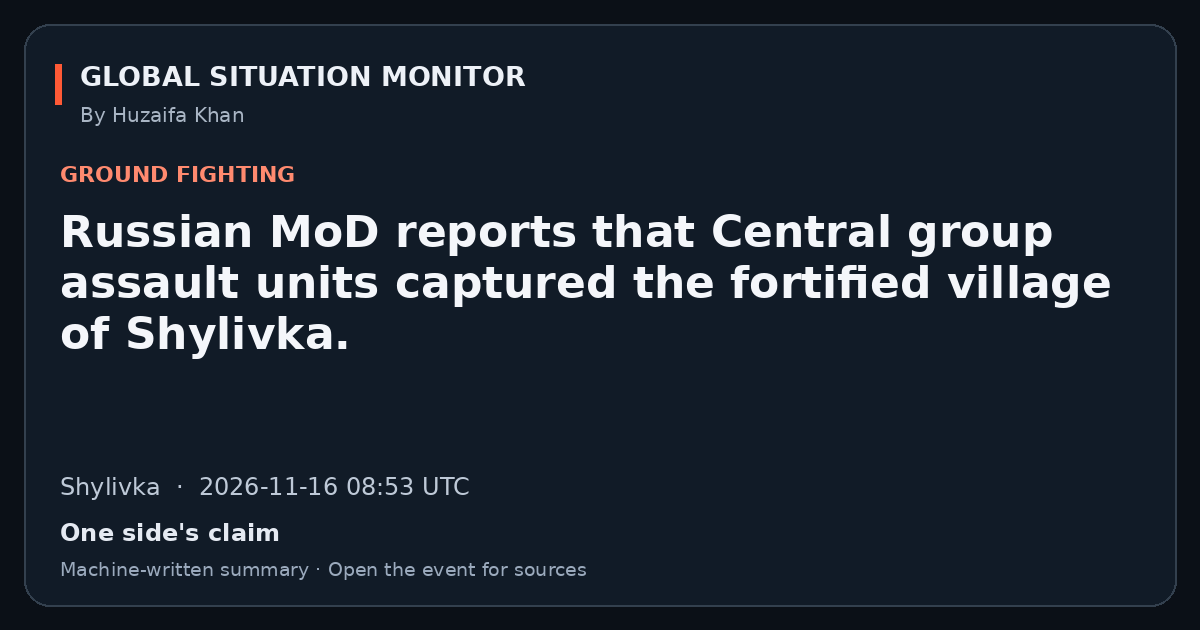 GLOBAL SITUATION MONITOR
By Huzaifa Khan
GROUND FIGHTING
Russian MoD reports that Central group
assault units captured the fortified village
of Shylivka.
Shylivka · 2026-11-16 08:53 UTC
One side's claim
Machine-written summary · Open the event for sources